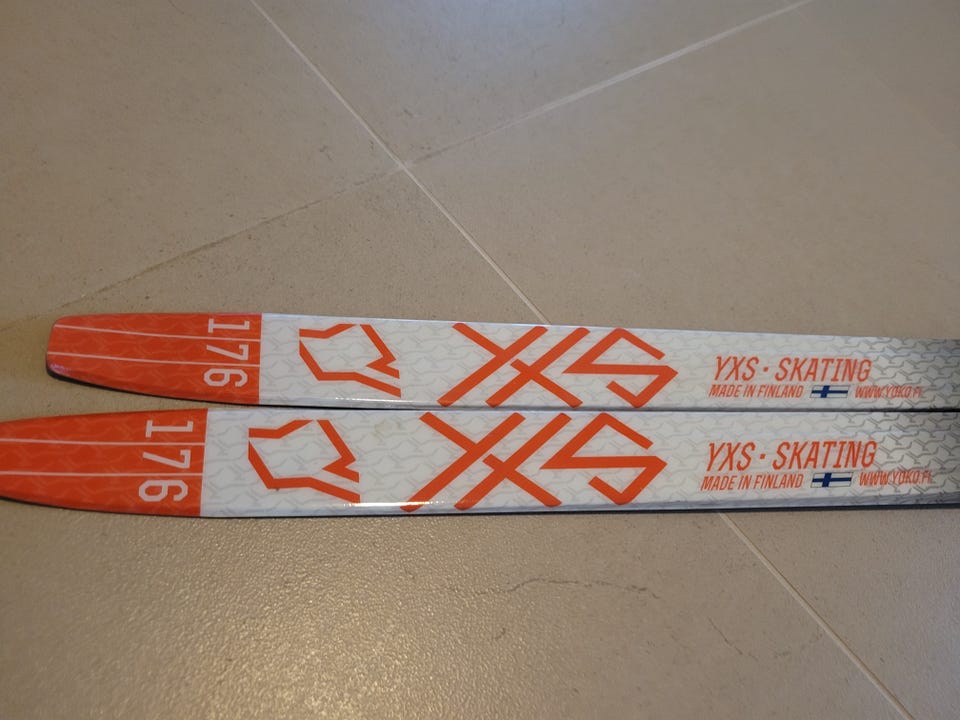 176
YXS
YXS · SKATING
MADE IN FINLAND WWW.YOKO.FI
176
YXS
YXS · SKATING
MADE IN FINLAND WWW.YOKO.FI